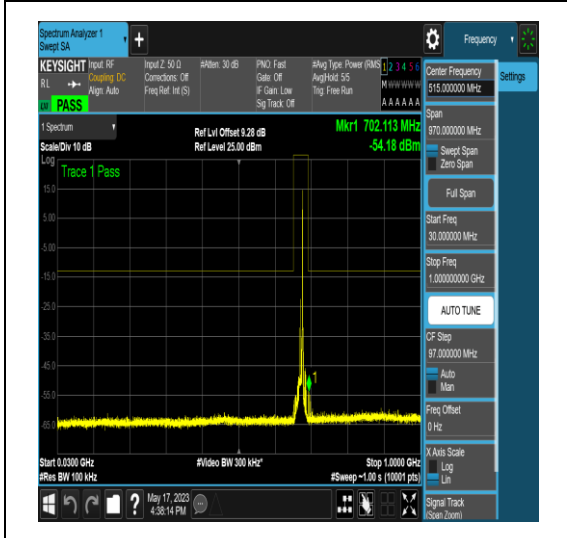 Spectrum Analyzer 1
Swept SA
+
Frequency
KEYSIGHT
RL
PASS
Input: RF
Coupling: DC
Align: Auto
Input Z: 50 Ω
Corrections: Off
Freq Ref: Int (S)
#Atten: 30 dB
PNO: Fast
Gate: Off
IF Gain: Low
Sig Track: Off
#Avg Type: Power (RMS
Avg|Hold: 5/5
Trig: Free Run
1 2 3 4 5 6
M W W W W W
A A A A A A
Center Frequency
515.000000 MHz
Settings
Span
970.000000 MHz
Swept Span
Zero Span
Full Span
Start Freq
30.000000 MHz
Stop Freq
1.000000000 GHz
AUTO TUNE
CF Step
97.000000 MHz
Auto
Man
Freq Offset
0 Hz
X Axis Scale
Log
Lin
Signal Track
(Span Zoom)
1 Spectrum
Scale/Div 10 dB
Ref Lvl Offset 9.28 dB
Ref Level 25.00 dBm
Mkr1 702.113 MHz
-54.18 dBm
Log
Trace 1 Pass
15.0
5.00
-5.00
-15.0
-25.0
-35.0
-45.0
-55.0
-65.0
1
Start 0.0300 GHz
#Res BW 100 kHz
#Video BW 300 kHz*
Stop 1.0000 GHz
#Sweep ~1.00 s (10001 pts)
?
May 17, 2023
4:38:14 PM